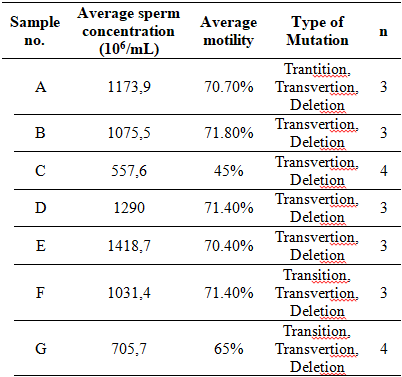 Sample no. | Average sperm concentration (10⁶/mL) | Average motility | Type of Mutation | n
A | 1173,9 | 70.70% | Trantition, Transvertion, Deletion | 3
B | 1075,5 | 71.80% | Transvertion, Deletion | 3
C | 557,6 | 45% | Transvertion, Deletion | 4
D | 1290 | 71.40% | Transvertion, Deletion | 3
E | 1418,7 | 70.40% | Transvertion, Deletion | 3
F | 1031,4 | 71.40% | Transition, Transvertion, Deletion | 3
G | 705,7 | 65% | Transition, Transvertion, Deletion | 4